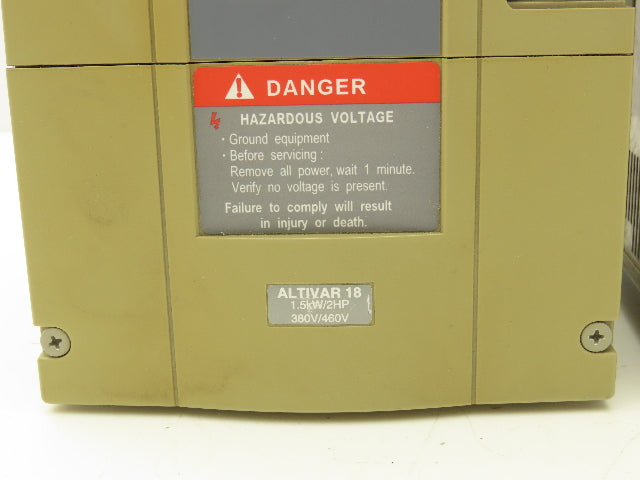 DANGER
HAZARDOUS VOLTAGE
· Ground equipment
· Before servicing:
Remove all power, wait 1 minute.
Verify no voltage is present.
Failure to comply will result
in injury or death.
ALTIVAR 18
1.5kW/2HP
380V/460V